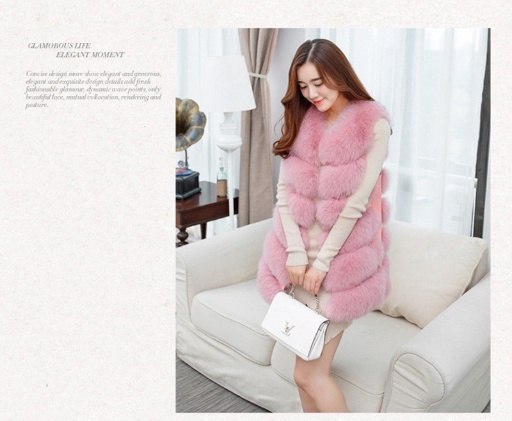 GLAMOROUS LIFE
ELEGANT MOMENT
Concise design more show elegant and generous,
elegant and exquisite design details add fresh
fashionable glamour, dynamic wave points, only
beautiful luxu, mutual collocation, rendering and
posture.